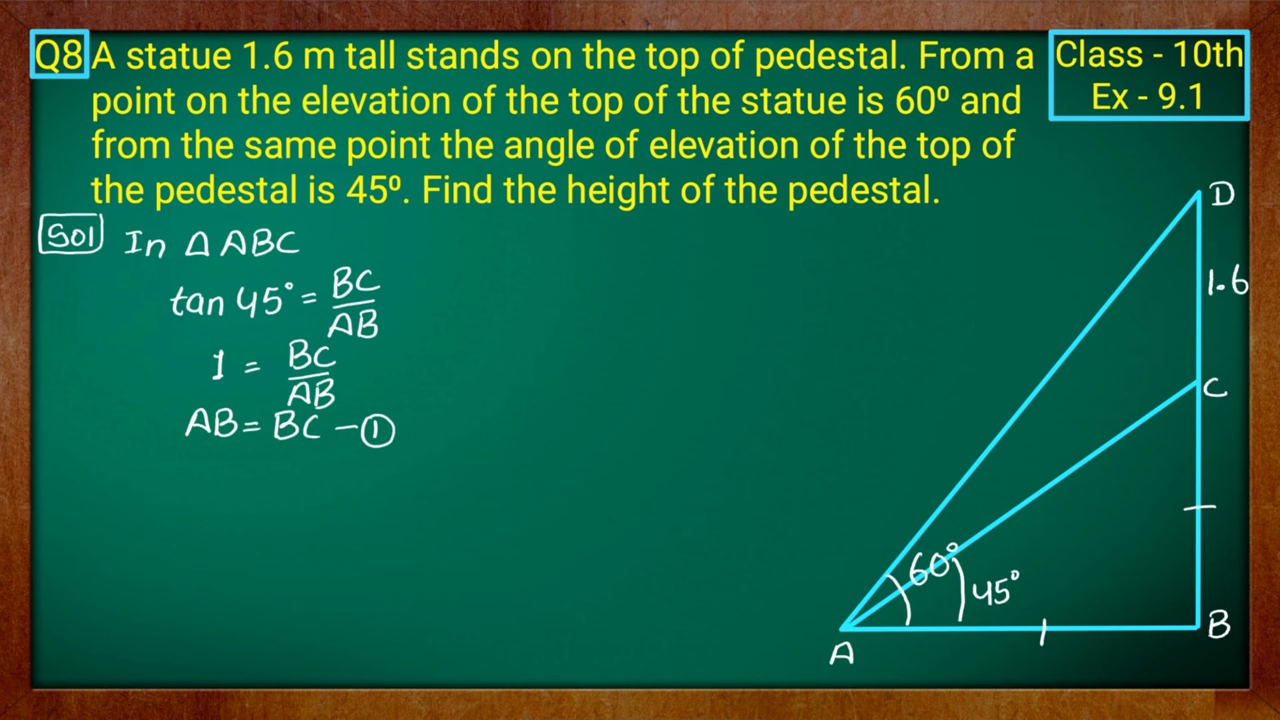 Q8 A statue 1.6 m tall stands on the top of pedestal. From a
point on the elevation of the top of the statue is 60⁰ and
from the same point the angle of elevation of the top of
the pedestal is 45⁰. Find the height of the pedestal.
Class - 10th
Ex - 9.1
Sol In △ ABC
tan 45° = BC/AB
1 = BC/AB
AB = BC — ①
D
1.6
C
60°
45°
B
A